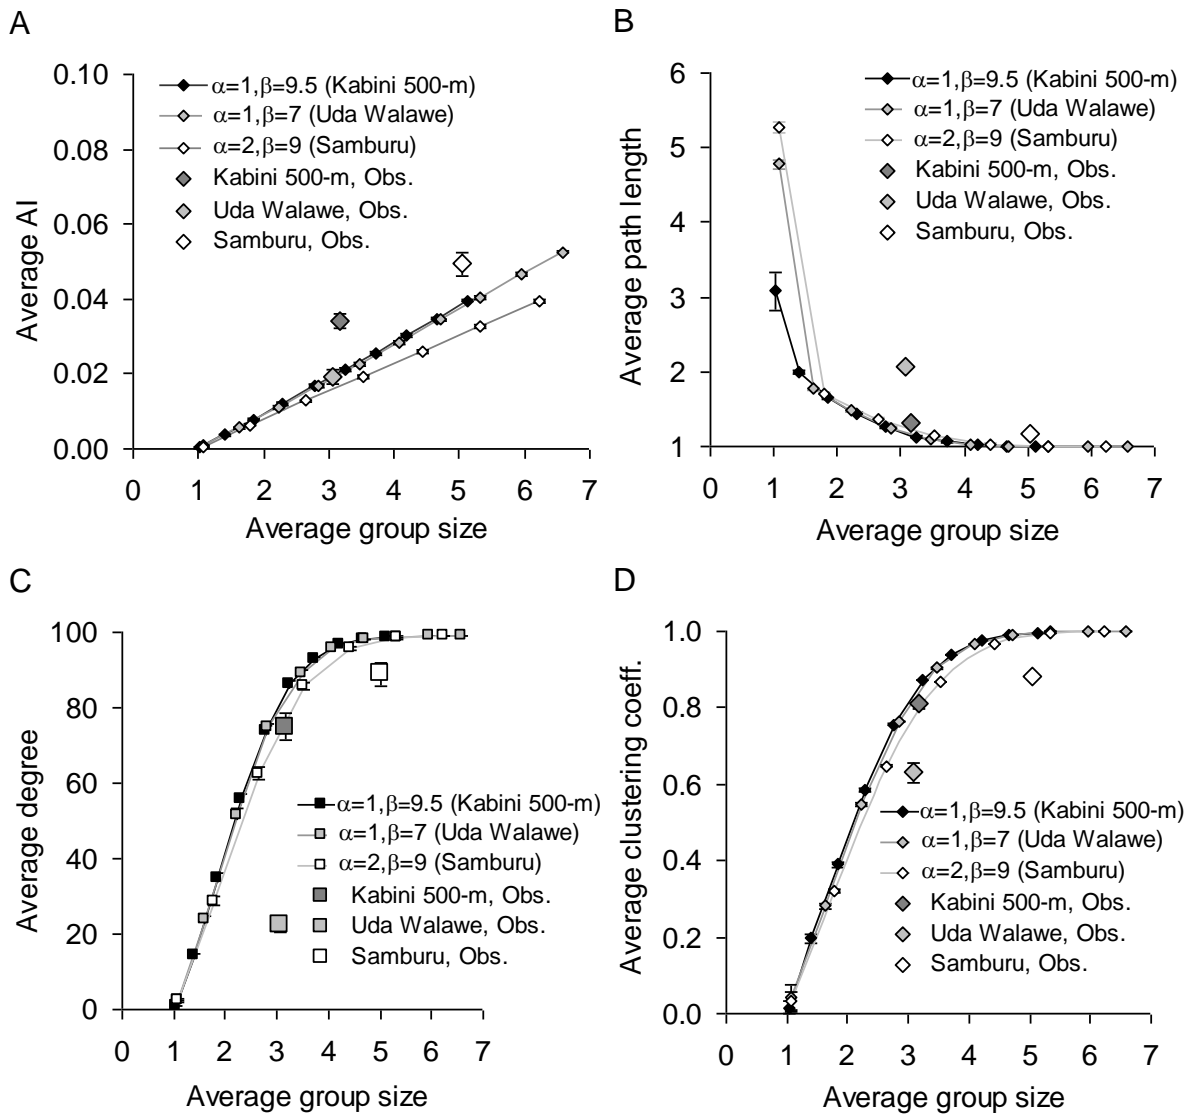 A
0.10
0.08
0.06
0.04
0.02
0.00
Average AI
α=1,β=9.5 (Kabini 500-m)
α=1,β=7 (Uda Walawe)
α=2,β=9 (Samburu)
Kabini 500-m, Obs.
Uda Walawe, Obs.
Samburu, Obs.
0 1 2 3 4 5 6 7
Average group size
B
6
5
4
3
2
1
Average path length
α=1,β=9.5 (Kabini 500-m)
α=1,β=7 (Uda Walawe)
α=2,β=9 (Samburu)
Kabini 500-m, Obs.
Uda Walawe, Obs.
Samburu, Obs.
0 1 2 3 4 5 6 7
Average group size
C
100
80
60
40
20
0
Average degree
α=1,β=9.5 (Kabini 500-m)
α=1,β=7 (Uda Walawe)
α=2,β=9 (Samburu)
Kabini 500-m, Obs.
Uda Walawe, Obs.
Samburu, Obs.
0 1 2 3 4 5 6 7
Average group size
D
1.0
0.8
0.6
0.4
0.2
0.0
Average clustering coeff.
α=1,β=9.5 (Kabini 500-m)
α=1,β=7 (Uda Walawe)
α=2,β=9 (Samburu)
Kabini 500-m, Obs.
Uda Walawe, Obs.
Samburu, Obs.
0 1 2 3 4 5 6 7
Average group size